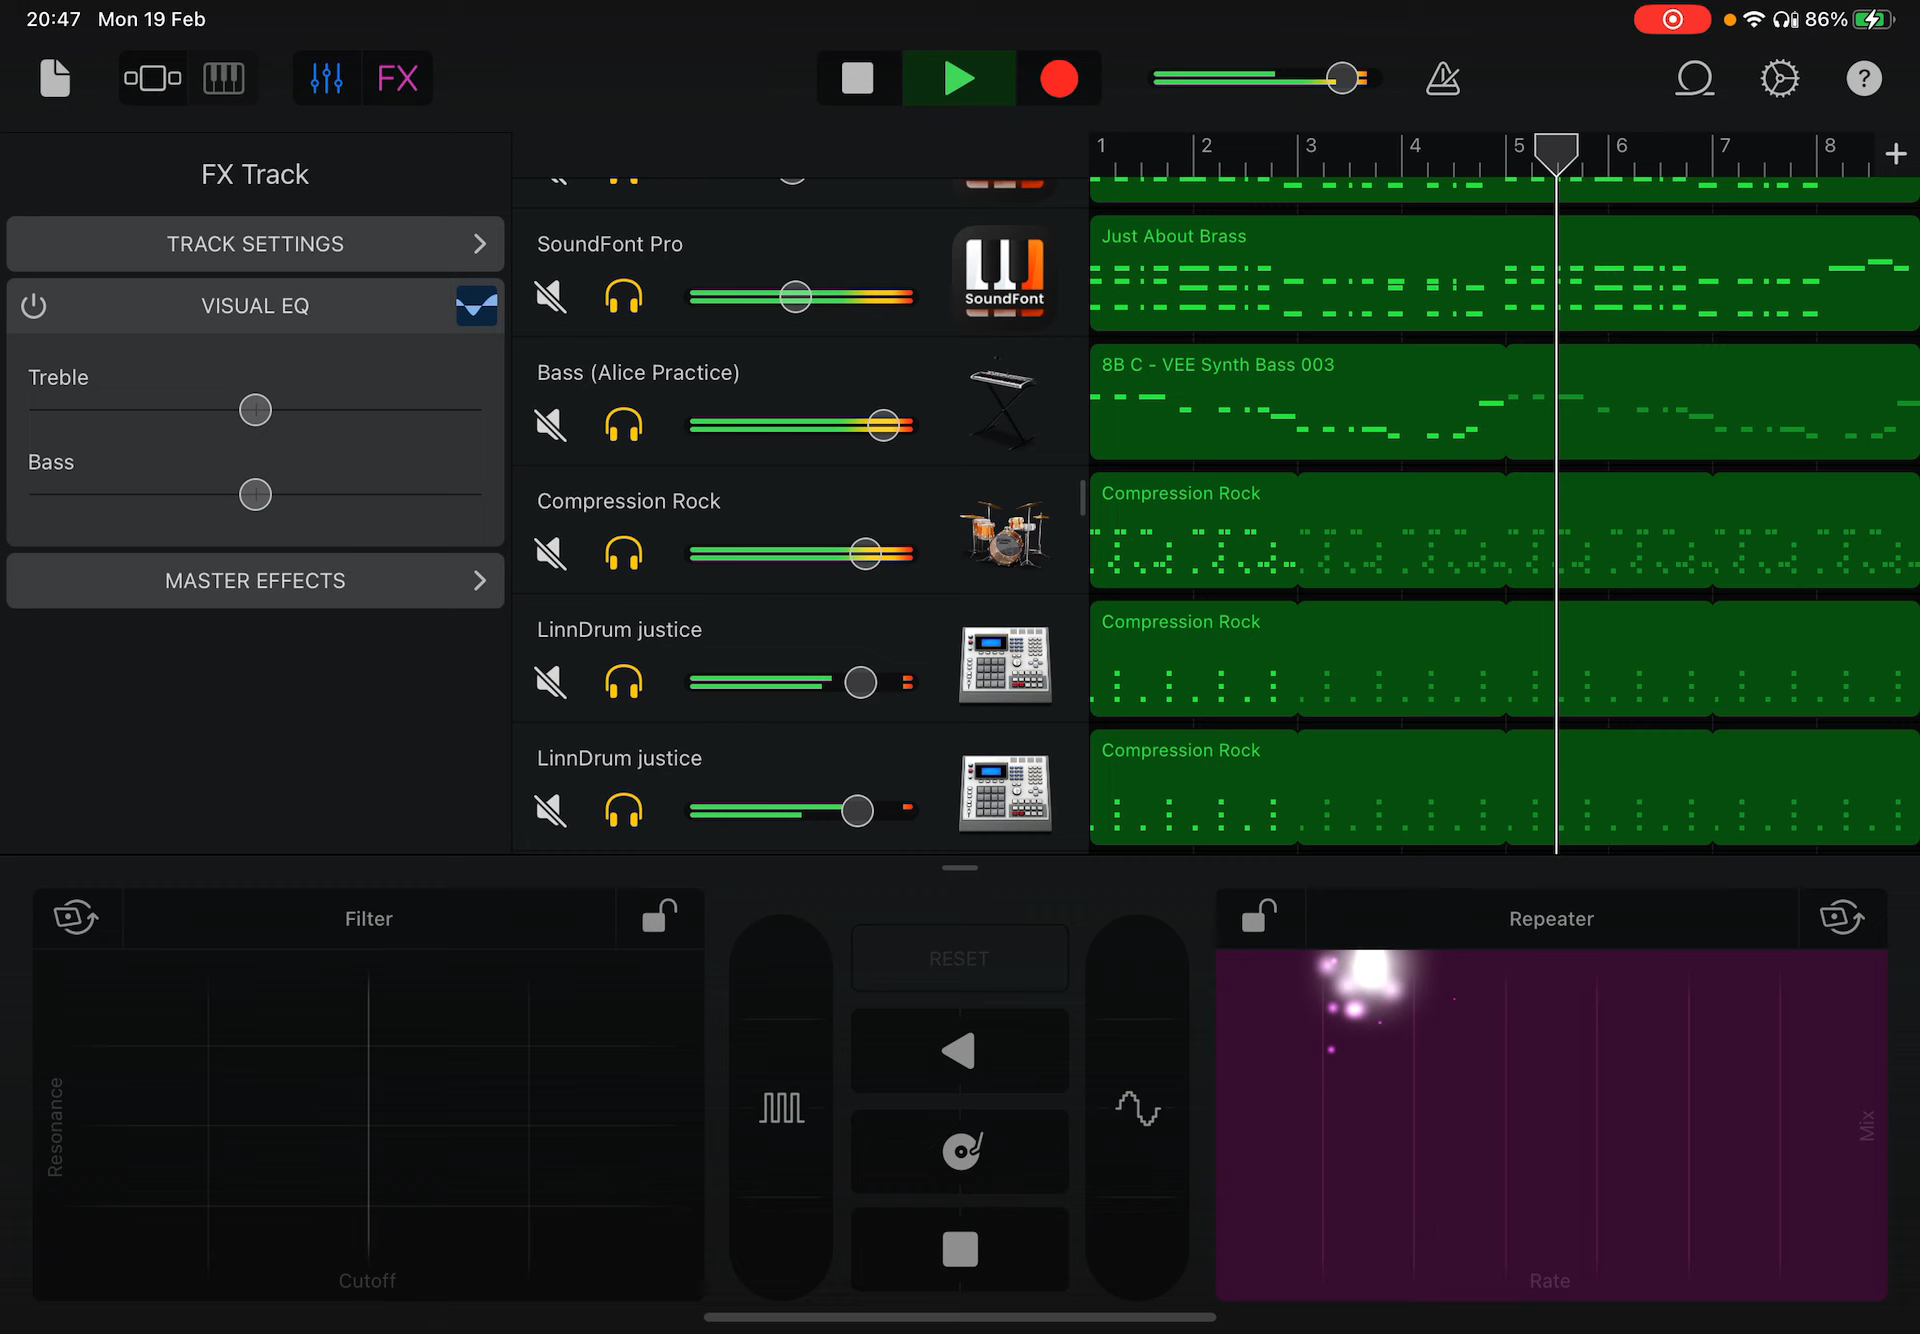 20:47 Mon 19 Feb
86%
FX
?
FX Track
TRACK SETTINGS
VISUAL EQ
Treble
Bass
MASTER EFFECTS
SoundFont Pro
SoundFont
Bass (Alice Practice)
Compression Rock
LinnDrum justice
LinnDrum justice
1 2 3 4 5 6 7 8 +
Just About Brass
8B C - VEE Synth Bass 003
Compression Rock
Compression Rock
Compression Rock
Filter
Resonance
Cutoff
RESET
Repeater
Mix
Rate